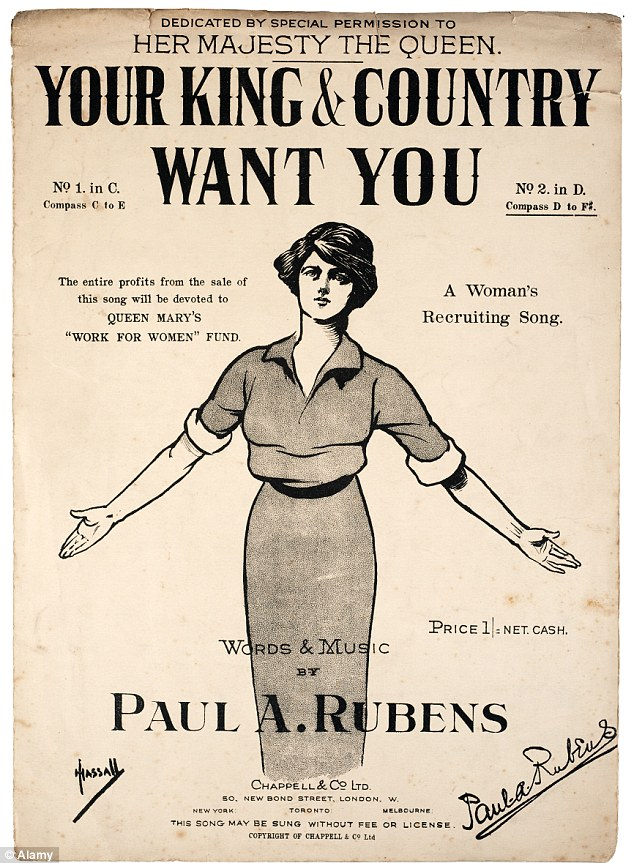 DEDICATED BY SPECIAL PERMISSION TO
HER MAJESTY THE QUEEN.
YOUR KING & COUNTRY
WANT YOU
Nº 1. in C.
Compass C to E
Nº 2. in D.
Compass D to F#.
The entire profits from the sale of
this song will be devoted to
QUEEN MARY'S
"WORK FOR WOMEN" FUND.
A Woman's
Recruiting Song.
PRICE 1/= NET. CASH.
WORDS & MUSIC
BY
PAUL A. RUBENS
HASSALL
Paul A. Rubens
CHAPPELL & Cº LTD.
50, NEW BOND STREET, LONDON, W.
NEW YORK: TORONTO: MELBOURNE:
THIS SONG MAY BE SUNG WITHOUT FEE OR LICENSE.
COPYRIGHT OF CHAPPELL & Cº Ltd
© Alamy